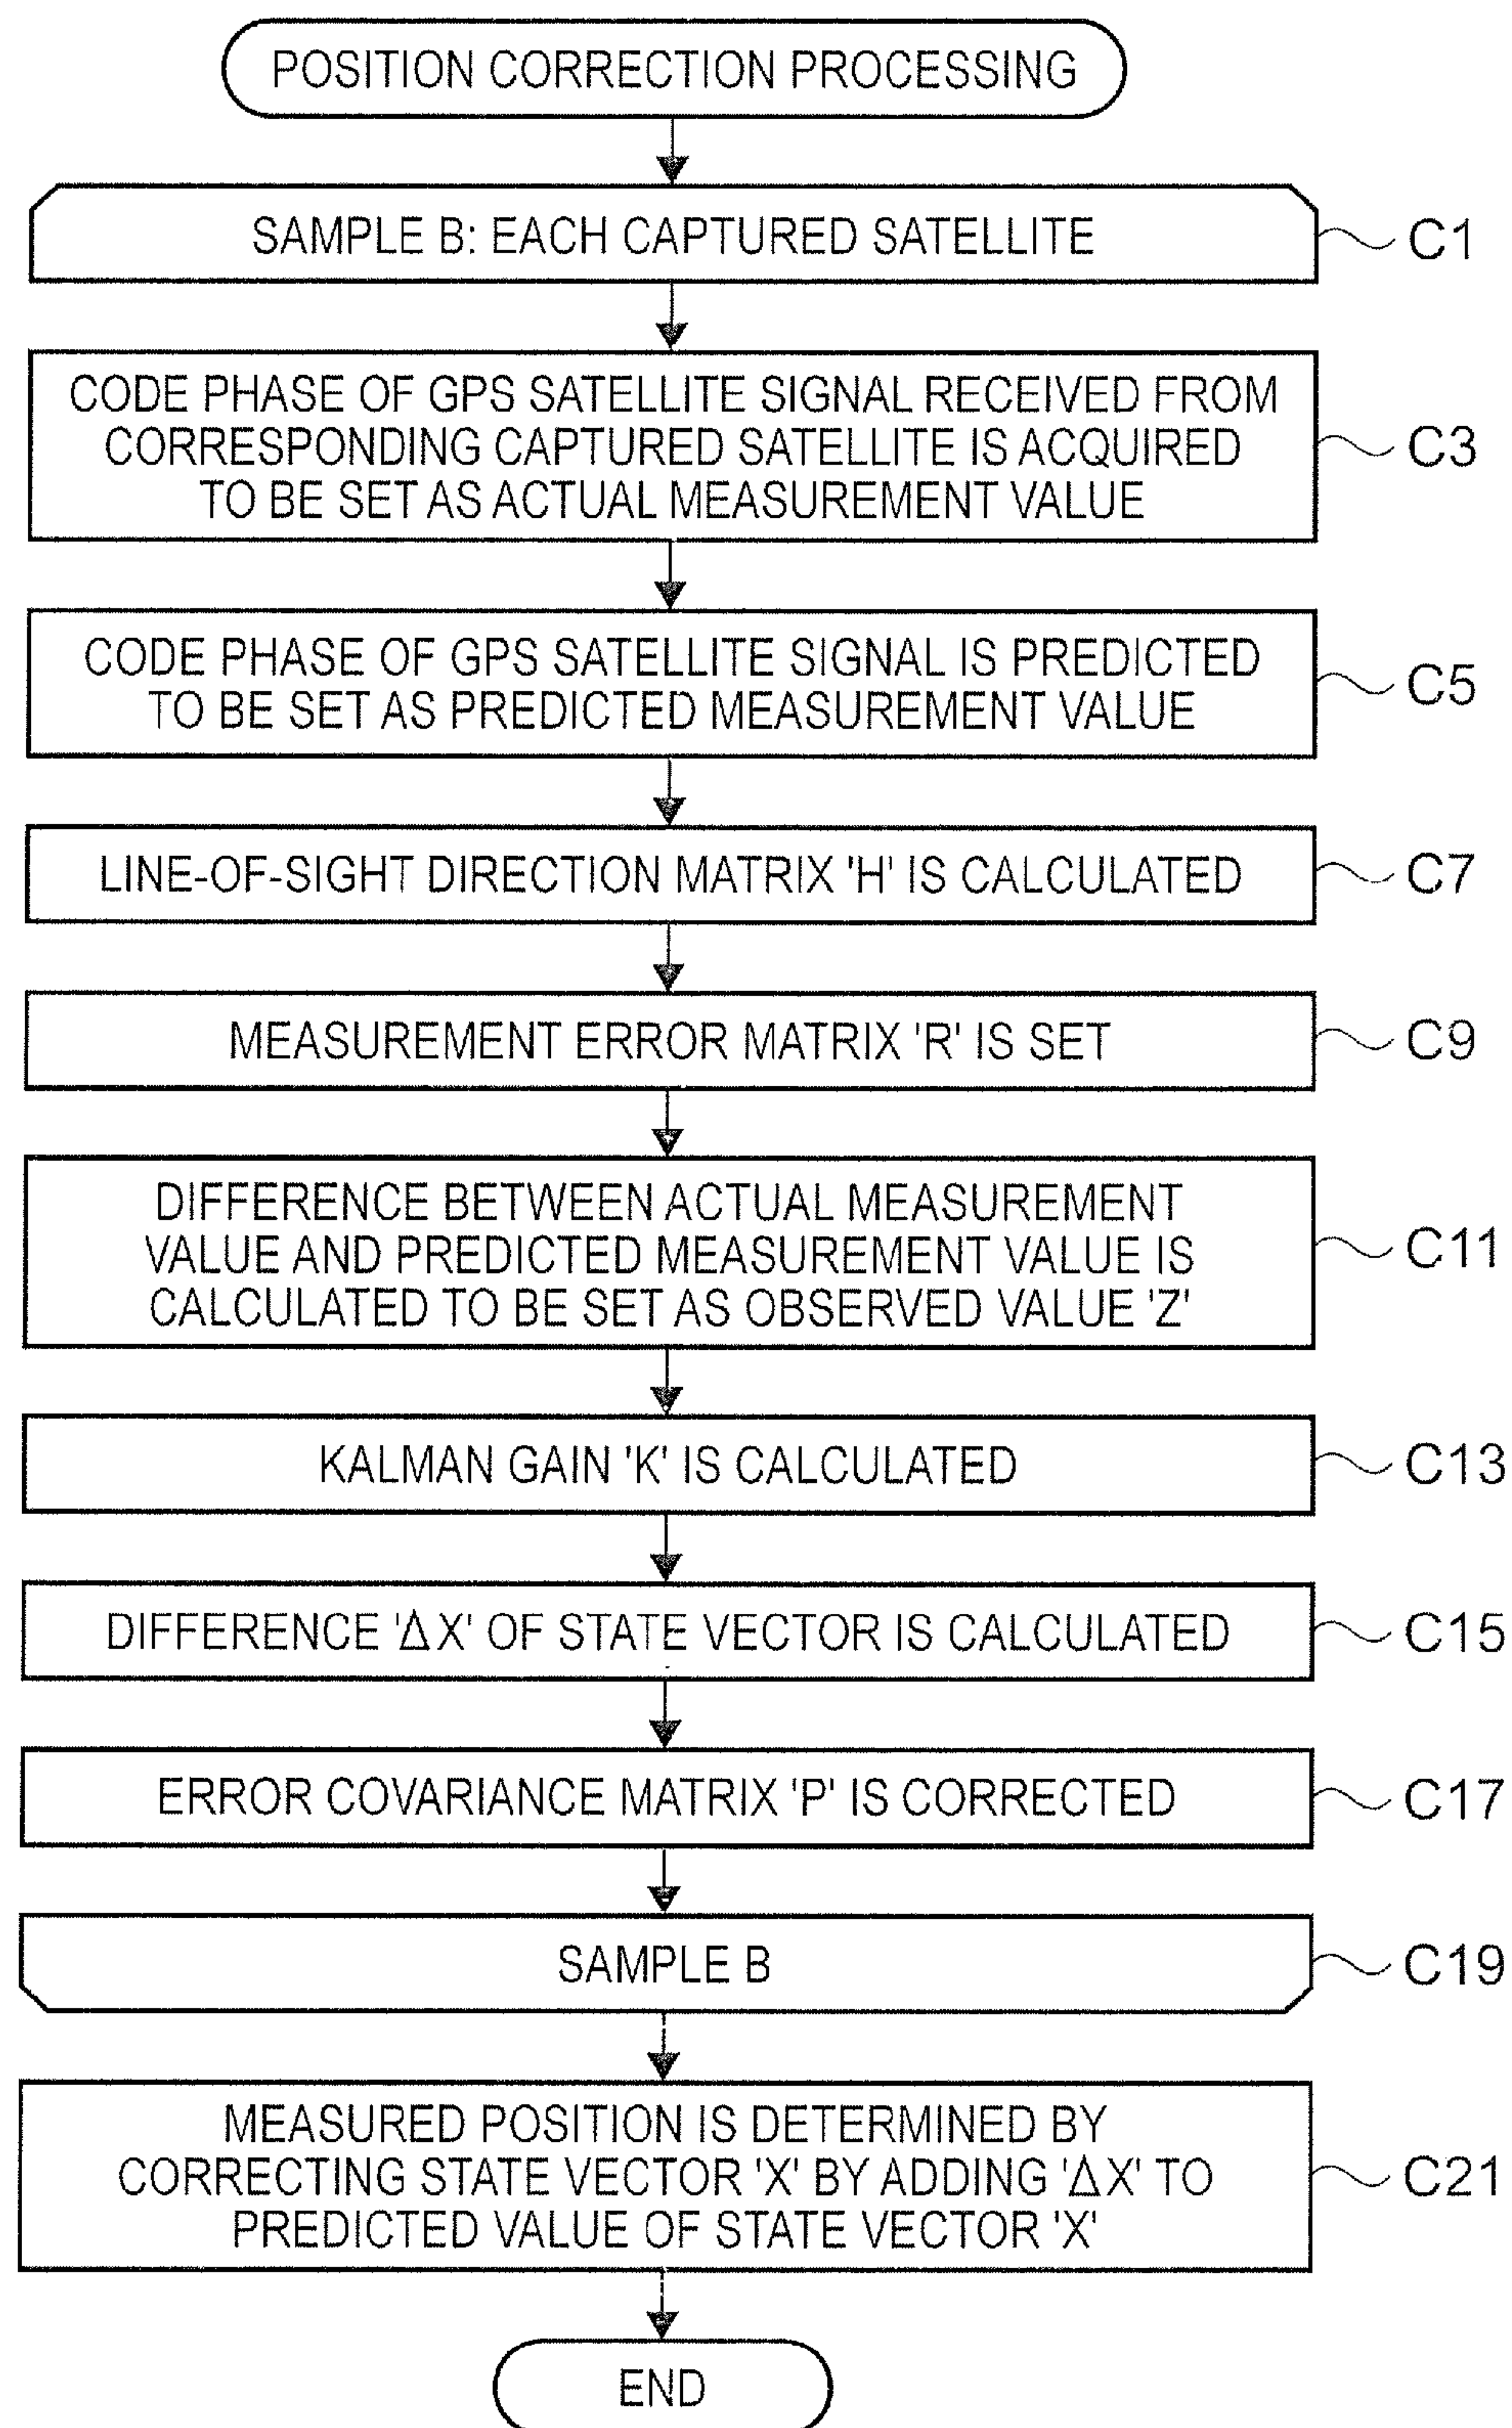 POSITION CORRECTION PROCESSING
SAMPLE B: EACH CAPTURED SATELLITE
C1
CODE PHASE OF GPS SATELLITE SIGNAL RECEIVED FROM
CORRESPONDING CAPTURED SATELLITE IS ACQUIRED
TO BE SET AS ACTUAL MEASUREMENT VALUE
C3
CODE PHASE OF GPS SATELLITE SIGNAL IS PREDICTED
TO BE SET AS PREDICTED MEASUREMENT VALUE
C5
LINE-OF-SIGHT DIRECTION MATRIX 'H' IS CALCULATED
C7
MEASUREMENT ERROR MATRIX 'R' IS SET
C9
DIFFERENCE BETWEEN ACTUAL MEASUREMENT
VALUE AND PREDICTED MEASUREMENT VALUE IS
CALCULATED TO BE SET AS OBSERVED VALUE 'Z'
C11
KALMAN GAIN 'K' IS CALCULATED
C13
DIFFERENCE 'ΔX' OF STATE VECTOR IS CALCULATED
C15
ERROR COVARIANCE MATRIX 'P' IS CORRECTED
C17
SAMPLE B
C19
MEASURED POSITION IS DETERMINED BY
CORRECTING STATE VECTOR 'X' BY ADDING 'ΔX' TO
PREDICTED VALUE OF STATE VECTOR 'X'
C21
END